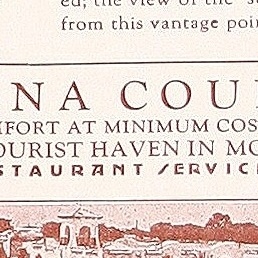 ed; the view of the
from this vantage poi
NA COU
FORT AT MINIMUM COS
OURIST HAVEN IN MO
STAURANT SERVIC